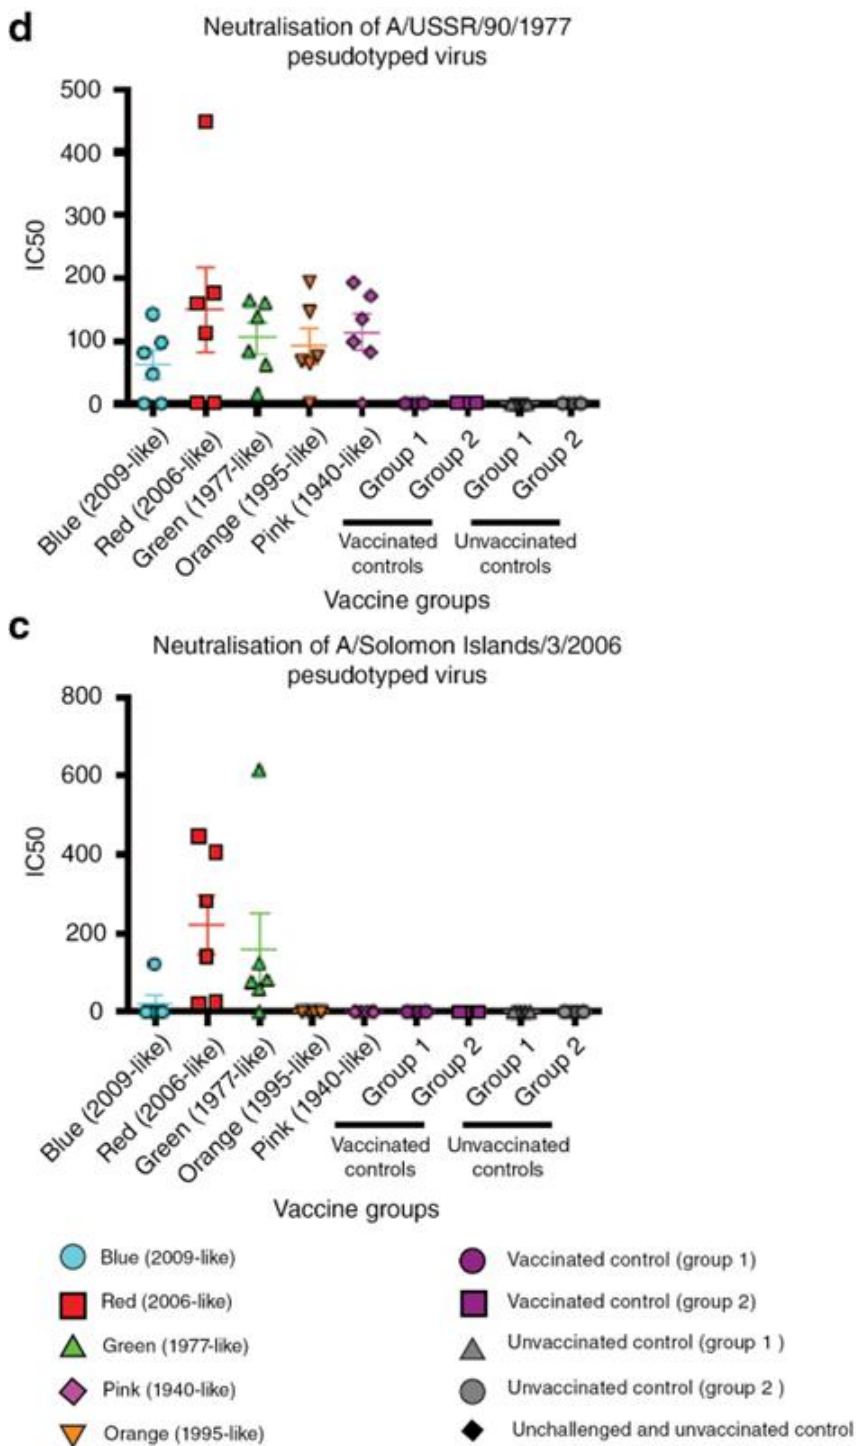 d
Neutralisation of A/USSR/90/1977
pesudotyped virus
500
400
300
200
100
0
IC50
Blue (2009-like)
Red (2006-like)
Green (1977-like)
Orange (1995-like)
Pink (1940-like)
Group 1
Group 2
Group 1
Group 2
Vaccinated
controls
Unvaccinated
controls
Vaccine groups
c
Neutralisation of A/Solomon Islands/3/2006
pesudotyped virus
800
600
400
200
0
IC50
Blue (2009-like)
Red (2006-like)
Green (1977-like)
Orange (1995-like)
Pink (1940-like)
Group 1
Group 2
Group 1
Group 2
Vaccinated
controls
Unvaccinated
controls
Vaccine groups
Blue (2009-like)
Red (2006-like)
Green (1977-like)
Pink (1940-like)
Orange (1995-like)
Vaccinated control (group 1)
Vaccinated control (group 2)
Unvaccinated control (group 1 )
Unvaccinated control (group 2 )
Unchallenged and unvaccinated control